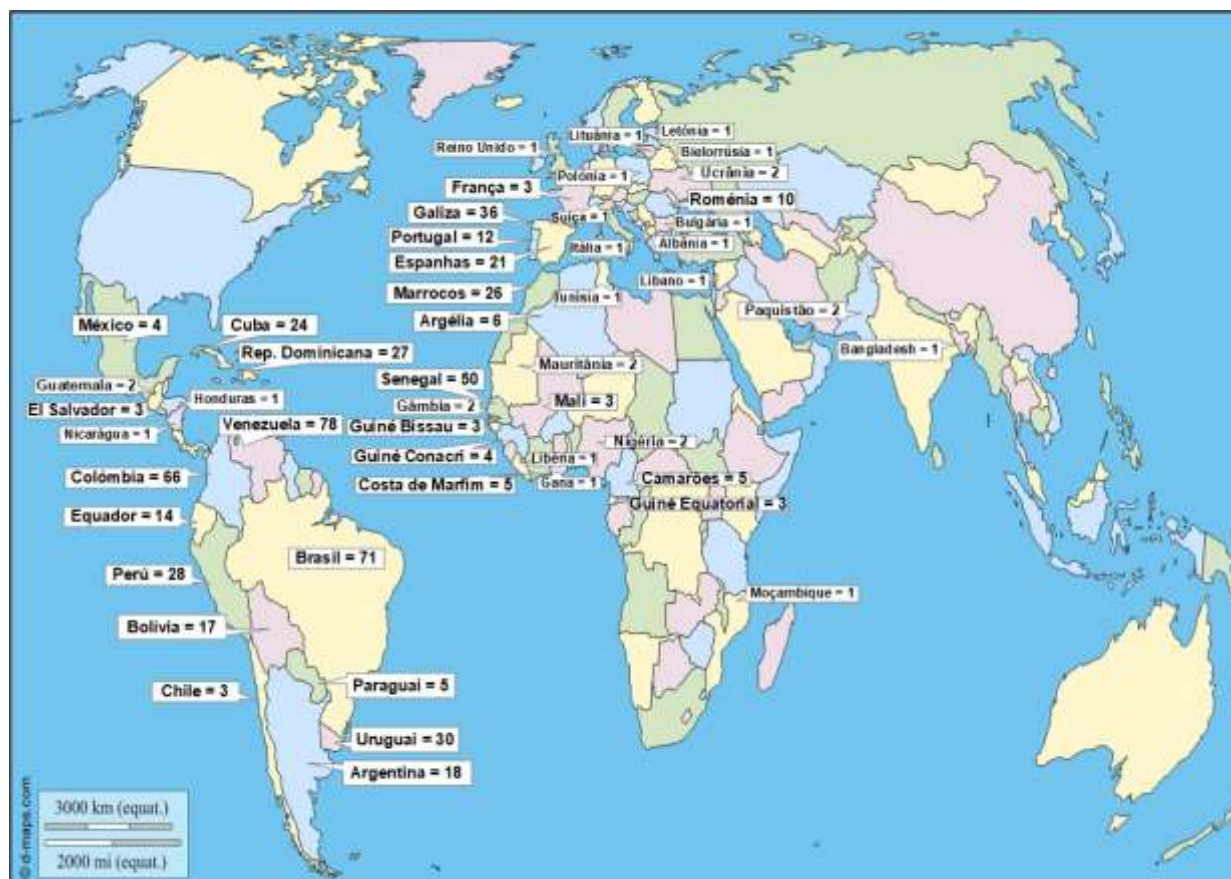 Lituânia = 1
Letónia = 1
Reino Unido = 1
Bielorrúsia = 1
Polónia = 1
Ucrânia = 2
França = 3
Roménia = 10
Galiza = 36
Suiça = 1
Bulgária = 1
Portugal = 12
Itália = 1
Albânia = 1
Espanhas = 21
Líbano = 1
Marrocos = 26
Tunísia = 1
Paquistão = 2
Argélia = 6
México = 4
Cuba = 24
Bangladesh = 1
Rep. Dominicana = 27
Mauritânia = 2
Guatemala = 2
Senegal = 50
Honduras = 1
Mali = 3
El Salvador = 3
Gâmbia = 2
Venezuela = 78
Guiné Bissau = 3
Nicarágua = 1
Nigéria = 2
Guiné Conacri = 4
Libéria = 1
Colómbia = 66
Camarões = 5
Costa de Marfim = 5
Gana = 1
Guiné Equatorial = 3
Equador = 14
Brasil = 71
Perú = 28
Moçambique = 1
Bolívia = 17
Paraguai = 5
Chile = 3
Uruguai = 30
Argentina = 18
3000 km (equat.)
2000 mi (equat.)
© d-maps.com